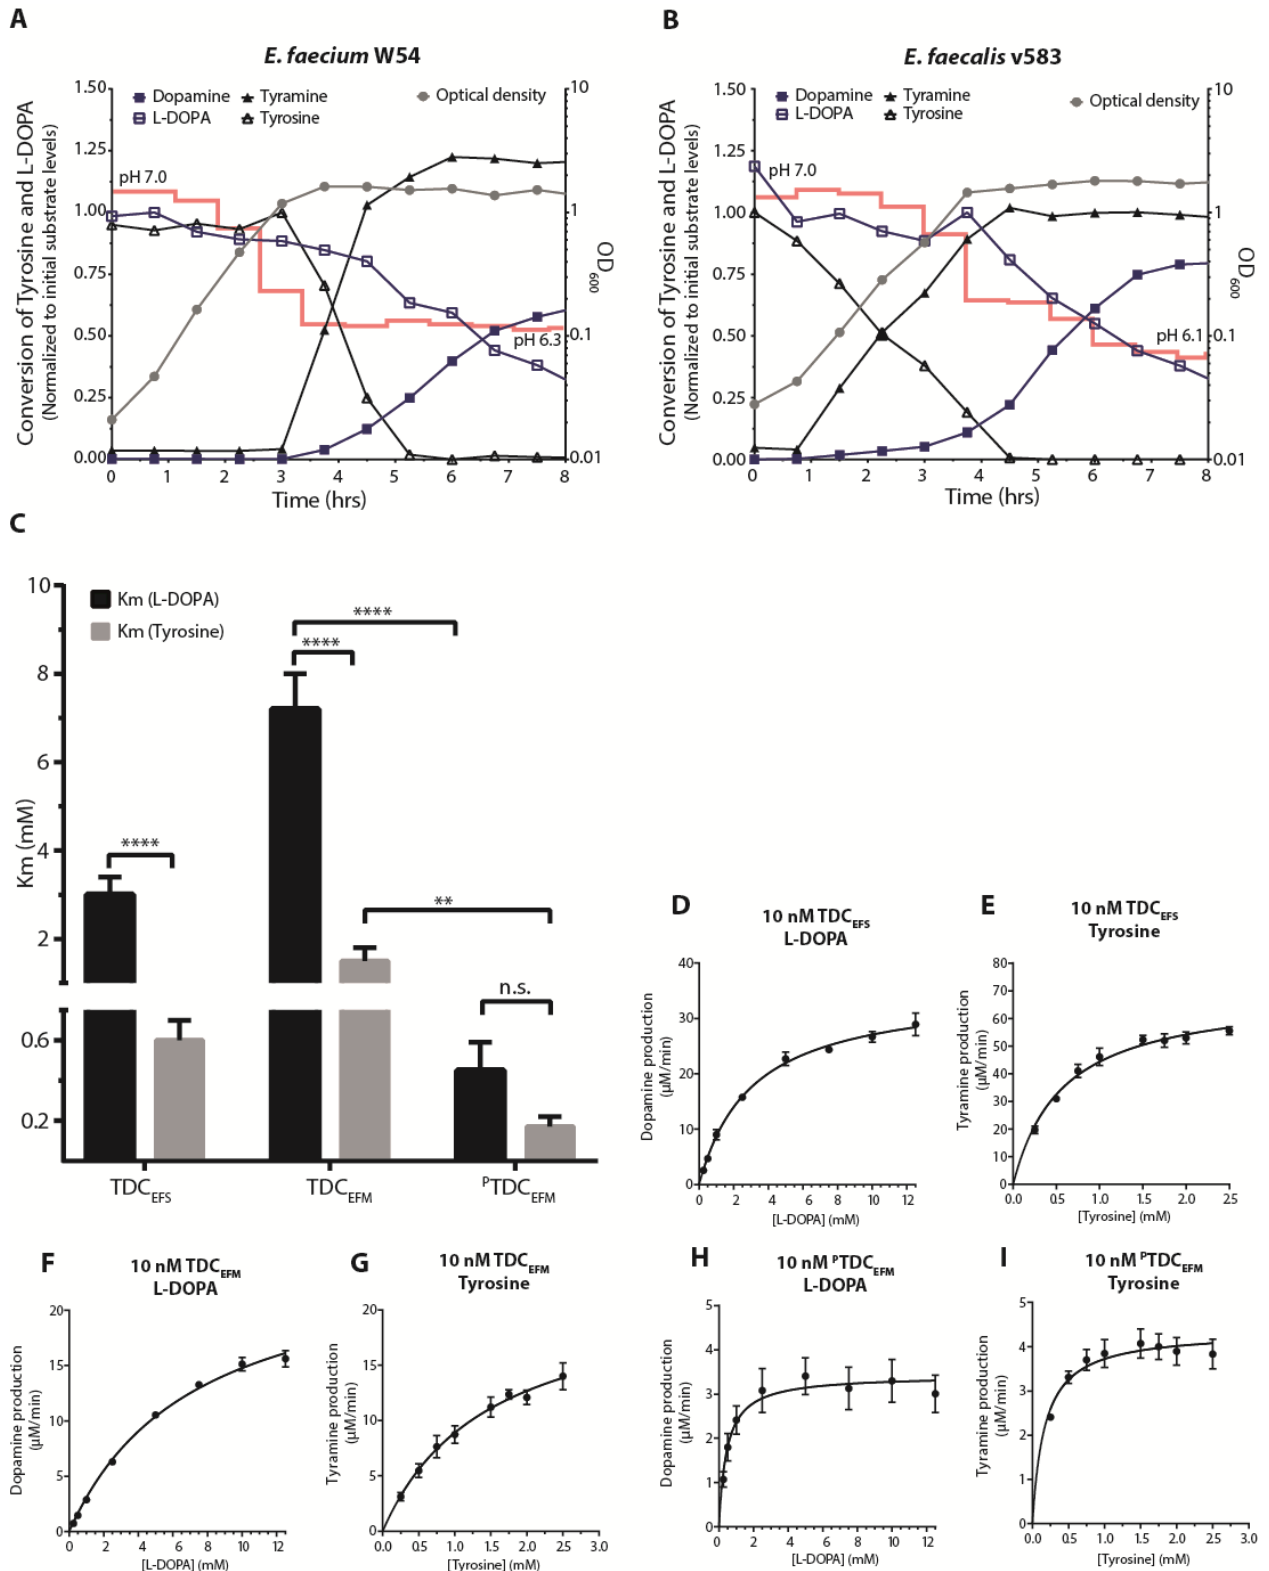 A
E. faecium W54
Conversion of Tyrosine and L-DOPA
(Normalized to initial substrate levels)
1.50
1.25
1.00
0.75
0.50
0.25
0.00
Dopamine
Tyramine
Optical density
L-DOPA
Tyrosine
pH 7.0
pH 6.3
10
1
0.1
0.01
OD600
0 1 2 3 4 5 6 7 8
Time (hrs)
B
E. faecalis v583
Conversion of Tyrosine and L-DOPA
(Normalized to initial substrate levels)
1.50
1.25
1.00
0.75
0.50
0.25
0.00
Dopamine
Tyramine
Optical density
L-DOPA
Tyrosine
pH 7.0
pH 6.1
10
1
0.1
0.01
OD600
0 1 2 3 4 5 6 7 8
Time (hrs)
C
Km (mM)
10
8
6
4
2
0.6
0.2
Km (L-DOPA)
Km (Tyrosine)
****
****
****
**
n.s.
TDCEFS
TDCEFM
PTDCEFM
D
10 nM TDCEFS
L-DOPA
Dopamine production
(µM/min)
40
30
20
10
0
0 2 4 6 8 10 12
[L-DOPA] (mM)
E
10 nM TDCEFS
Tyrosine
Tyramine production
(µM/min)
80
70
60
50
40
30
20
10
0
0.0 0.5 1.0 1.5 2.0 2.5
[Tyrosine] (mM)
F
10 nM TDCEFM
L-DOPA
Dopamine production
(µM/min)
20
15
10
5
0
0 2 4 6 8 10 12
[L-DOPA] (mM)
G
10 nM TDCEFM
Tyrosine
Tyramine production
(µM/min)
20
15
10
5
0
0.0 0.5 1.0 1.5 2.0 2.5 3.0
[Tyrosine] (mM)
H
10 nM PTDCEFM
L-DOPA
Dopamine production
(µM/min)
5
4
3
2
1
0
0 2 4 6 8 10 12
[L-DOPA] (mM)
I
10 nM PTDCEFM
Tyrosine
Tyramine production
(µM/min)
5
4
3
2
1
0
0.0 0.5 1.0 1.5 2.0 2.5 3.0
[Tyrosine] (mM)